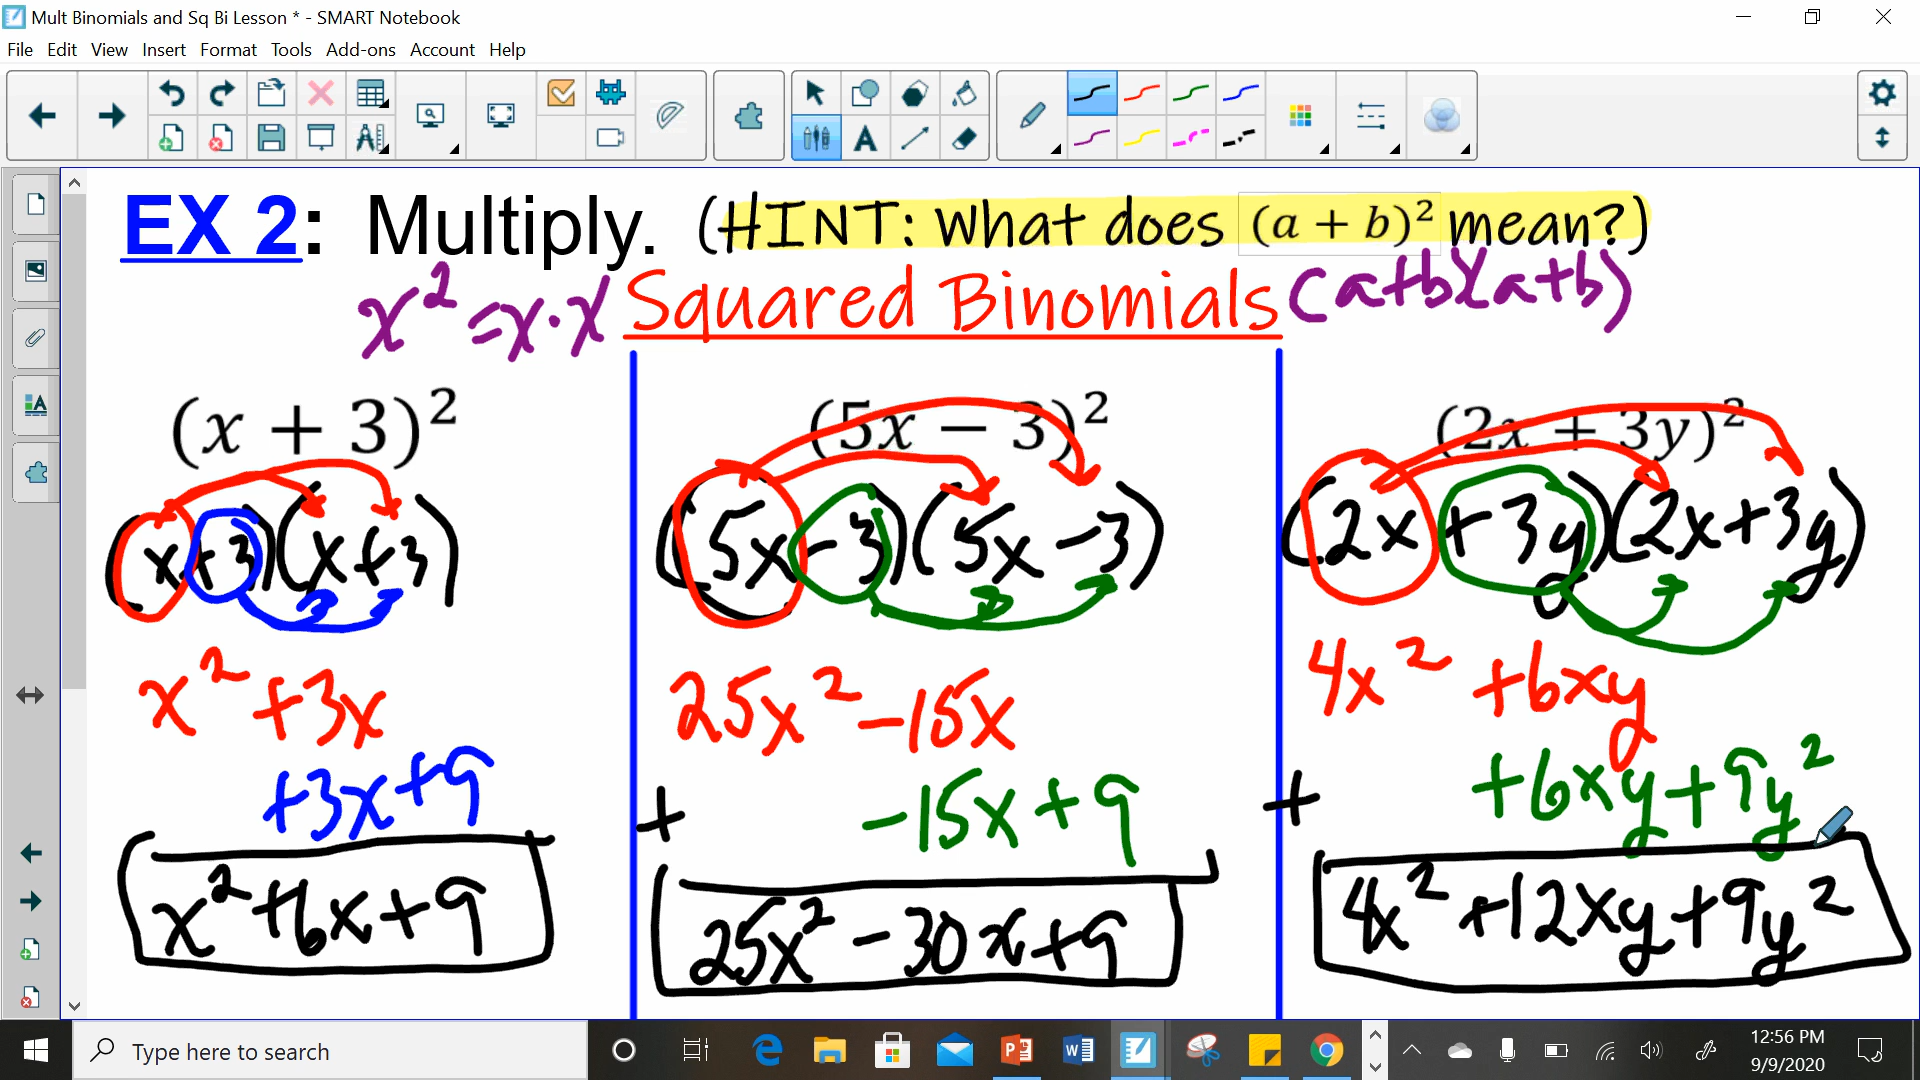 Mult Binomials and Sq Bi Lesson * - SMART Notebook
File Edit View Insert Format Tools Add-ons Account Help
EX 2: Multiply. (HINT: What does (a + b)² mean?)
x² = x · x Squared Binomials (a+b)(a+b)
(x + 3)²
(x+3)(x+3)
x² +3x
+3x+9
x²+6x+9
(5x − 3)²
(5x-3)(5x-3)
25x² -15x
+ -15x+9
25x² - 30x+9
(2x + 3y)²
(2x+3y)(2x+3y)
4x² +6xy
+ +6xy+9y²
4x² +12xy+9y²
Type here to search
12:56 PM
9/9/2020